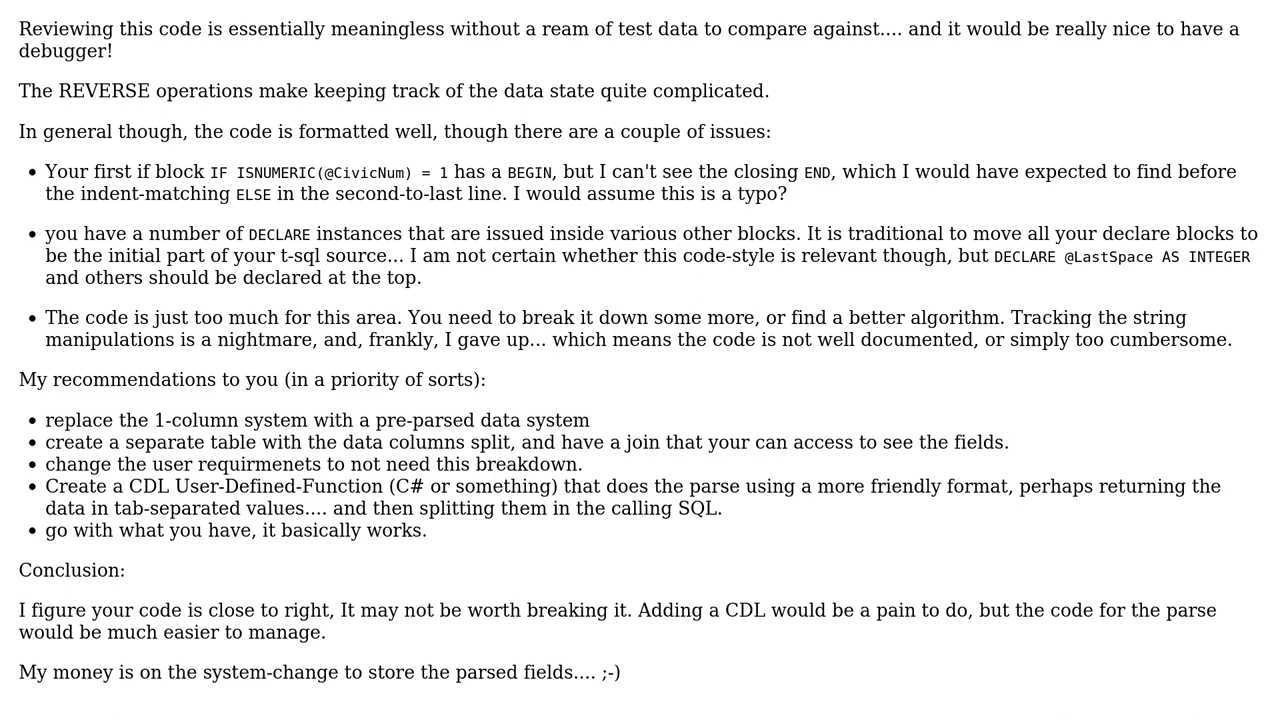 Reviewing this code is essentially meaningless without a ream of test data to compare against.... and it would be really nice to have a
debugger!
The REVERSE operations make keeping track of the data state quite complicated.
In general though, the code is formatted well, though there are a couple of issues:
• Your first if block IF ISNUMERIC(@CivicNum) = 1 has a BEGIN, but I can't see the closing END, which I would have expected to find before
the indent-matching ELSE in the second-to-last line. I would assume this is a typo?
• you have a number of DECLARE instances that are issued inside various other blocks. It is traditional to move all your declare blocks to
be the initial part of your t-sql source... I am not certain whether this code-style is relevant though, but DECLARE @LastSpace AS INTEGER
and others should be declared at the top.
• The code is just too much for this area. You need to break it down some more, or find a better algorithm. Tracking the string
manipulations is a nightmare, and, frankly, I gave up... which means the code is not well documented, or simply too cumbersome.
My recommendations to you (in a priority of sorts):
• replace the 1-column system with a pre-parsed data system
• create a separate table with the data columns split, and have a join that your can access to see the fields.
• change the user requirmenets to not need this breakdown.
• Create a CDL User-Defined-Function (C# or something) that does the parse using a more friendly format, perhaps returning the
data in tab-separated values.... and then splitting them in the calling SQL.
• go with what you have, it basically works.
Conclusion:
I figure your code is close to right, It may not be worth breaking it. Adding a CDL would be a pain to do, but the code for the parse
would be much easier to manage.
My money is on the system-change to store the parsed fields.... ;-)